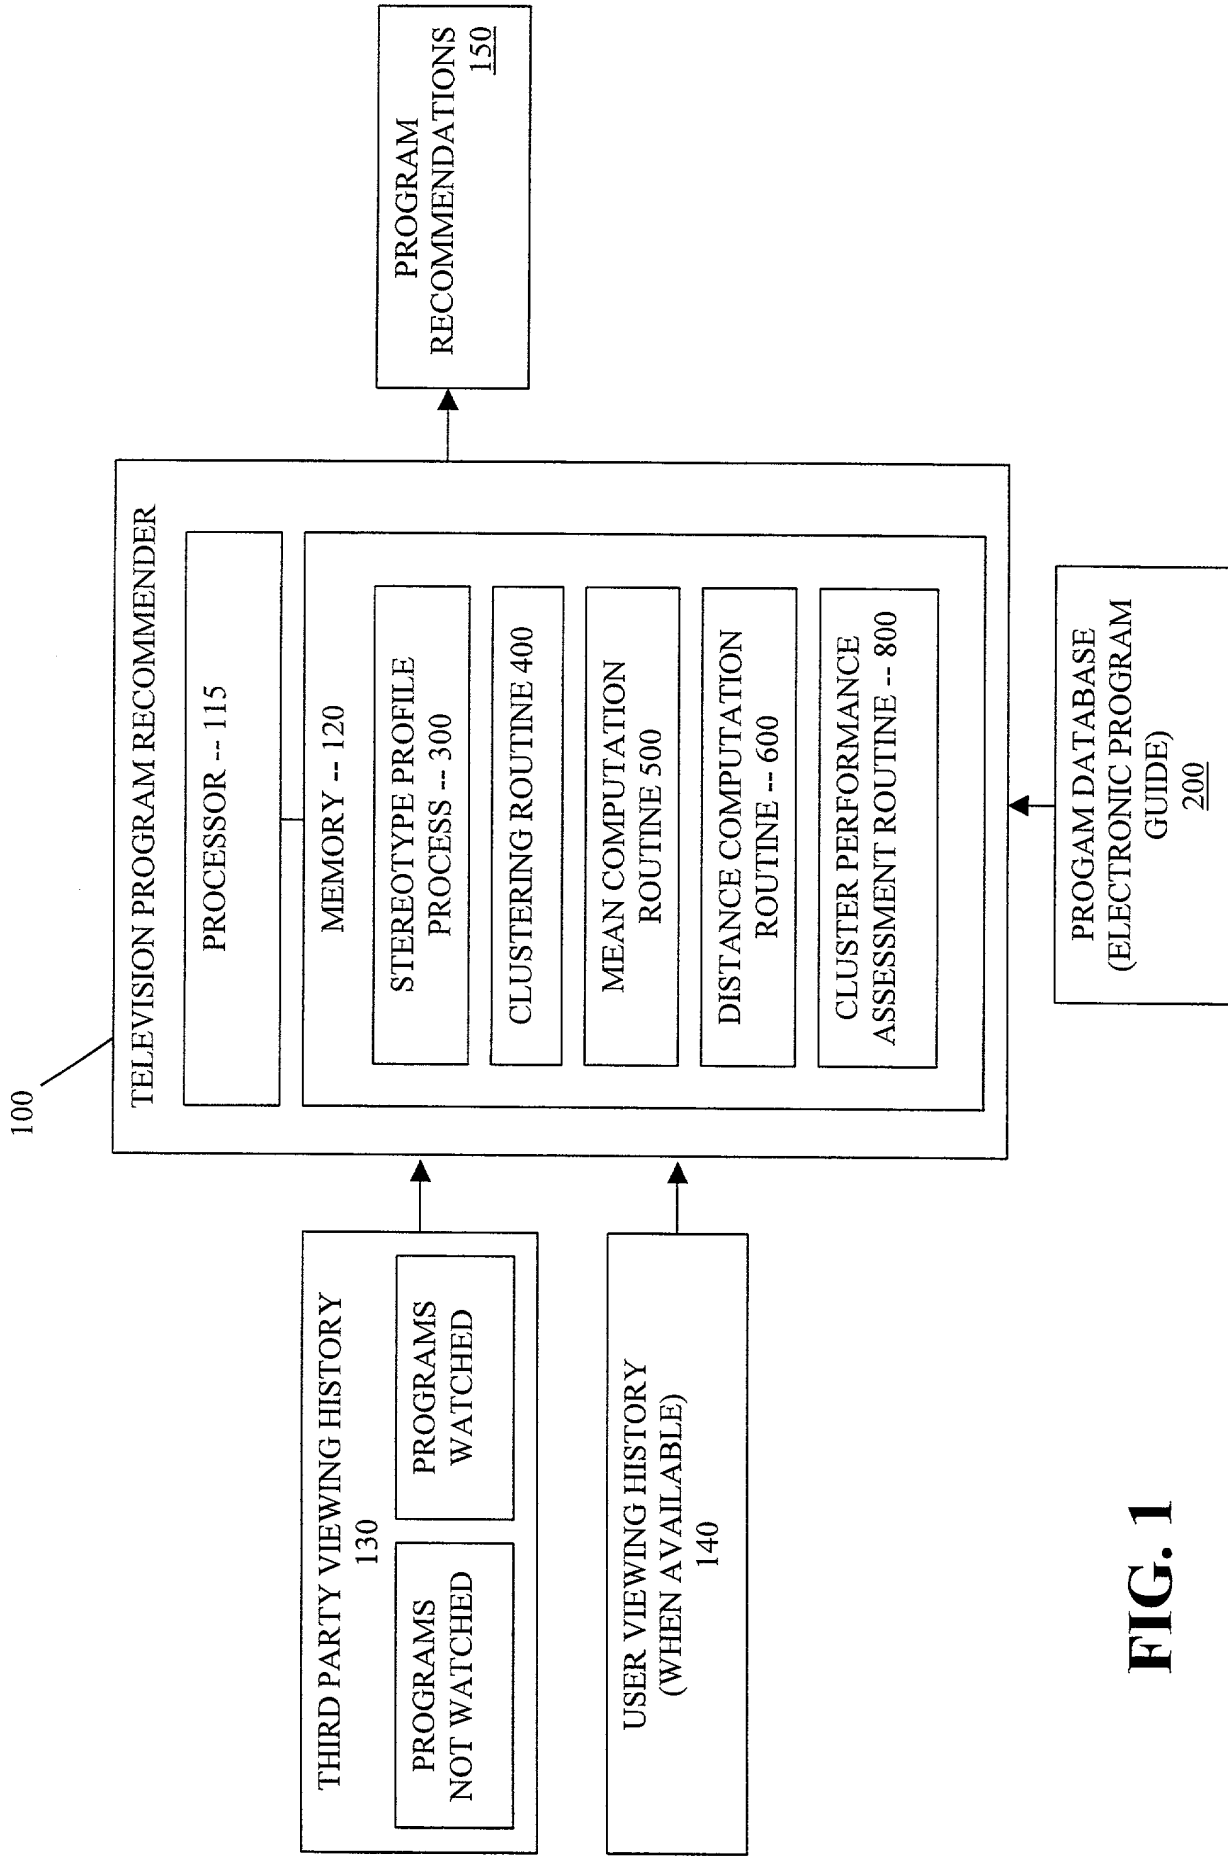 100
TELEVISION PROGRAM RECOMMENDER
PROCESSOR -- 115
MEMORY -- 120
STEREOTYPE PROFILE
PROCESS -- 300
CLUSTERING ROUTINE 400
MEAN COMPUTATION
ROUTINE 500
DISTANCE COMPUTATION
ROUTINE -- 600
CLUSTER PERFORMANCE
ASSESSMENT ROUTINE -- 800
THIRD PARTY VIEWING HISTORY
130
PROGRAMS
NOT WATCHED
PROGRAMS
WATCHED
USER VIEWING HISTORY
(WHEN AVAILABLE)
140
PROGRAM
RECOMMENDATIONS
150
PROGAM DATABASE
(ELECTRONIC PROGRAM
GUIDE)
200
FIG. 1